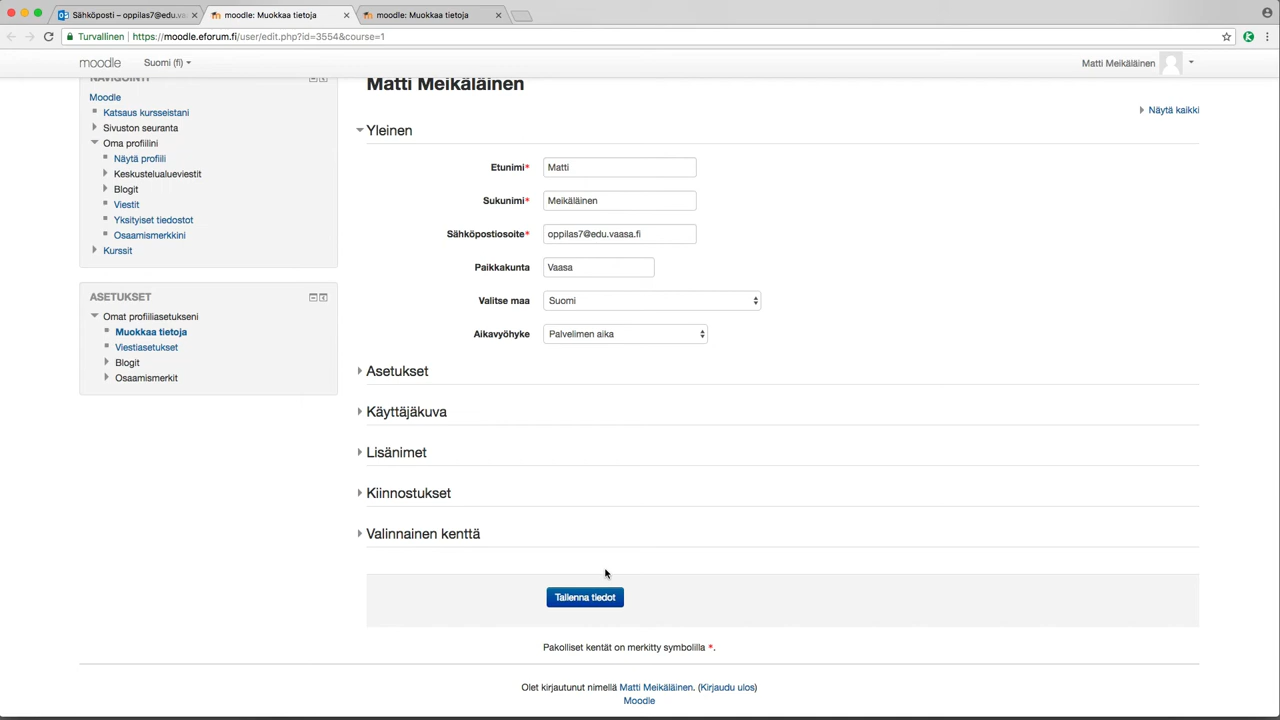 Sähköposti – oppilas7@edu.va
moodle: Muokkaa tietoja
moodle: Muokkaa tietoja
Turvallinen https://moodle.eforum.fi/user/edit.php?id=3554&course=1
moodle Suomi (fi)
Matti Meikäläinen
NAVIGOINTI
Moodle
Katsaus kursseistani
Sivuston seuranta
Oma profiilini
Näytä profiili
Keskustelualueviestit
Blogit
Viestit
Yksityiset tiedostot
Osaamismerkkini
Kurssit
ASETUKSET
Omat profiiliasetukseni
Muokkaa tietoja
Viestiasetukset
Blogit
Osaamismerkit
Matti Meikäläinen
Näytä kaikki
Yleinen
Etunimi* Matti
Sukunimi* Meikäläinen
Sähköpostiosoite* oppilas7@edu.vaasa.fi
Paikkakunta Vaasa
Valitse maa Suomi
Aikavyöhyke Palvelimen aika
Asetukset
Käyttäjäkuva
Lisänimet
Kiinnostukset
Valinnainen kenttä
Tallenna tiedot
Pakolliset kentät on merkitty symbolilla *.
Olet kirjautunut nimellä Matti Meikäläinen. (Kirjaudu ulos)
Moodle